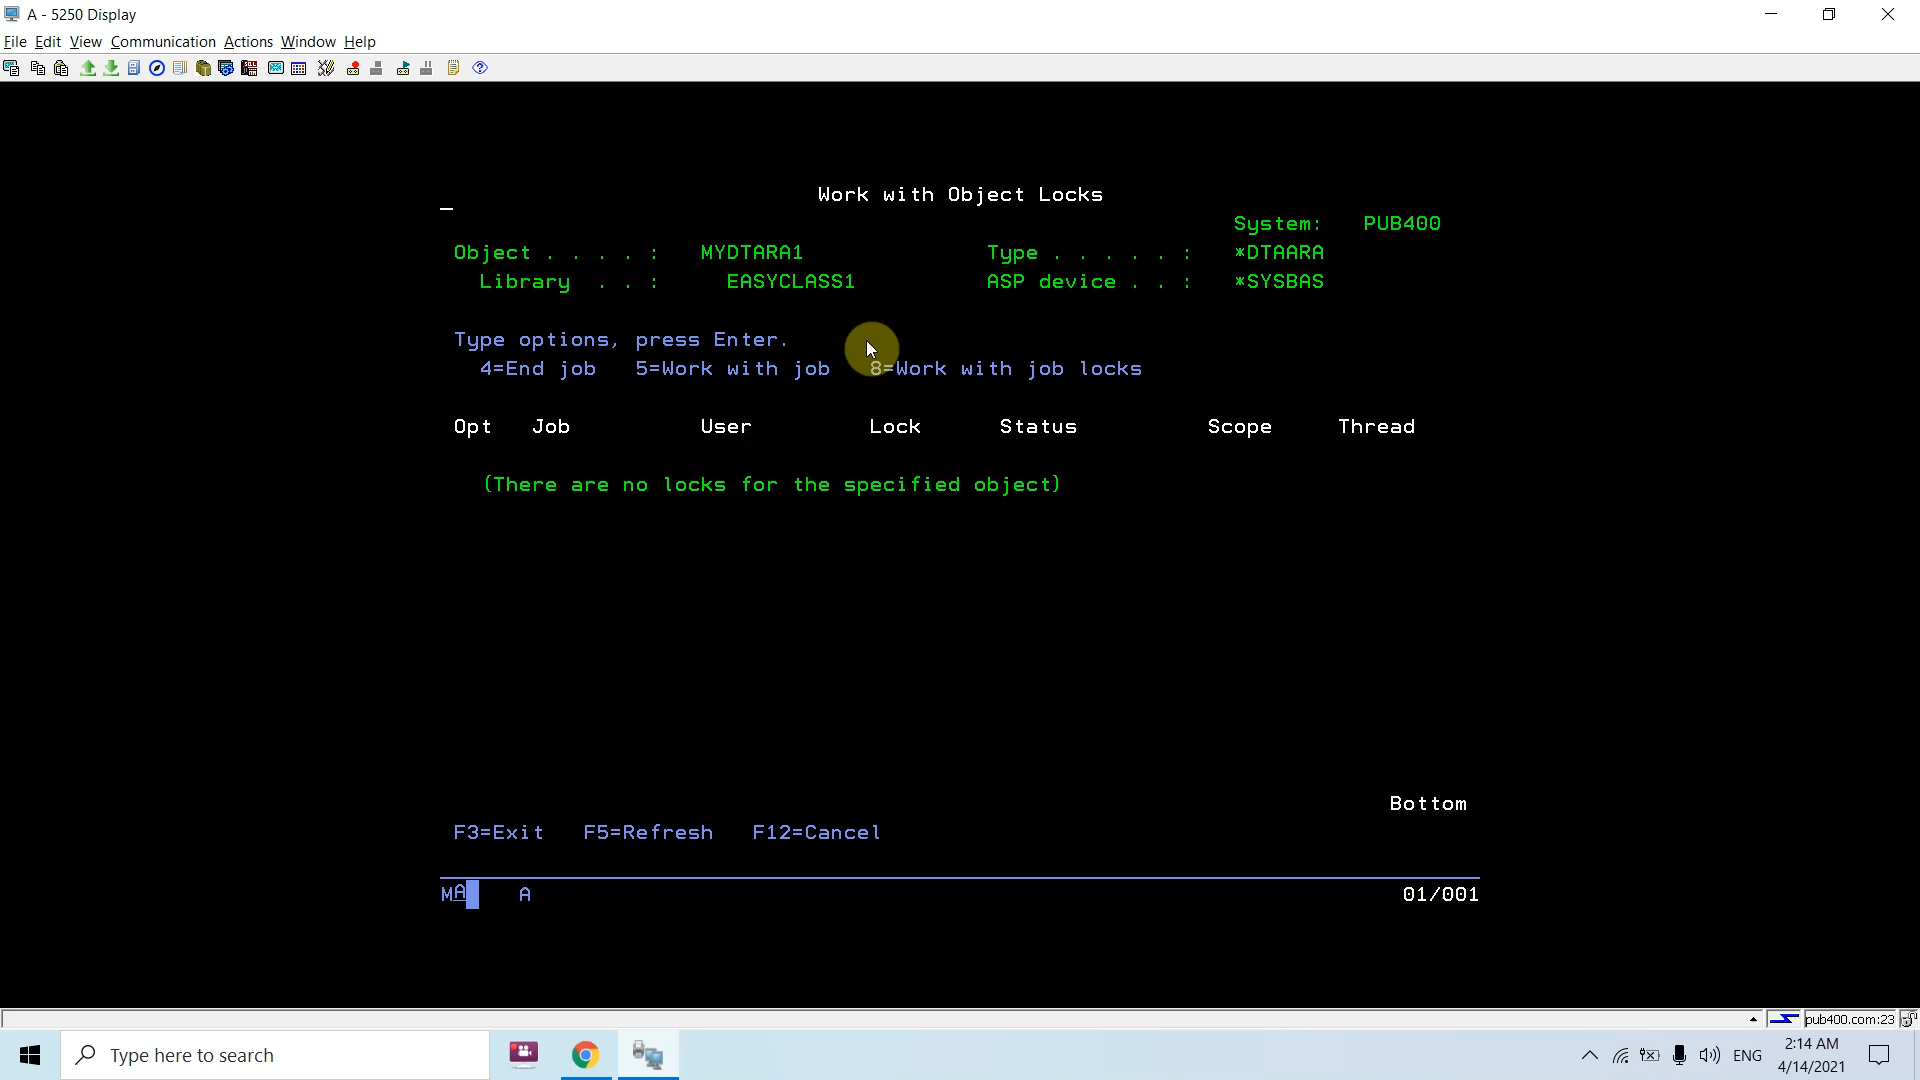 A - 5250 Display
File Edit View Communication Actions Window Help
Work with Object Locks
System: PUB400
Object . . . . : MYDTARA1 Type . . . . . : *DTAARA
Library . . : EASYCLASS1 ASP device . . : *SYSBAS
Type options, press Enter.
4=End job 5=Work with job 8=Work with job locks
Opt Job User Lock Status Scope Thread
(There are no locks for the specified object)
Bottom
F3=Exit F5=Refresh F12=Cancel
MA A 01/001
pub400.com:23
Type here to search
ENG
2:14 AM
4/14/2021